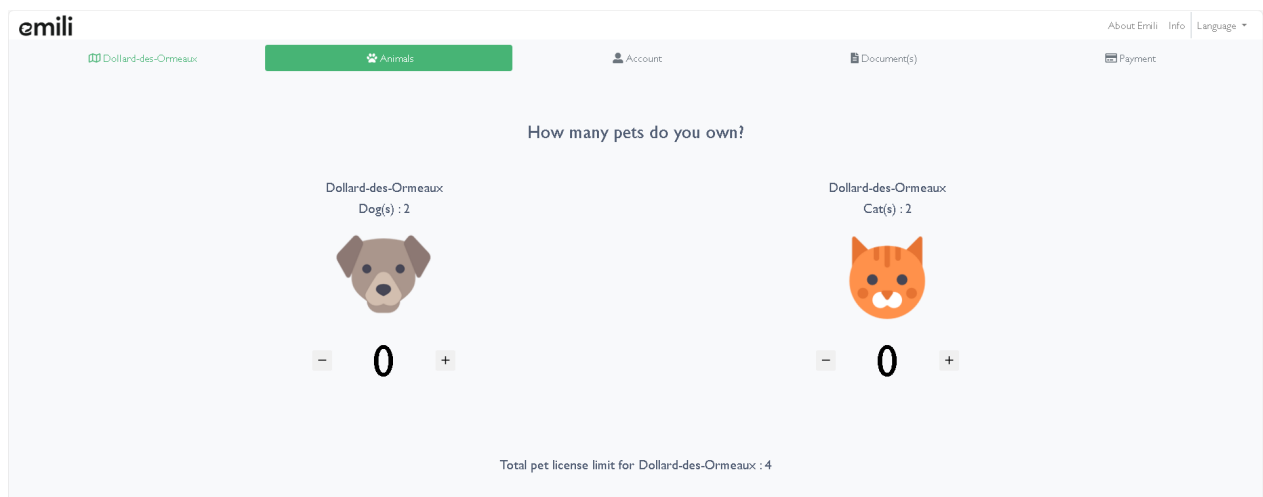 emili
About Emili Info Language
Dollard-des-Ormeaux Animals Account Document(s) Payment
How many pets do you own?
Dollard-des-Ormeaux Dollard-des-Ormeaux
Dog(s) : 2 Cat(s) : 2
− 0 + − 0 +
Total pet license limit for Dollard-des-Ormeaux : 4